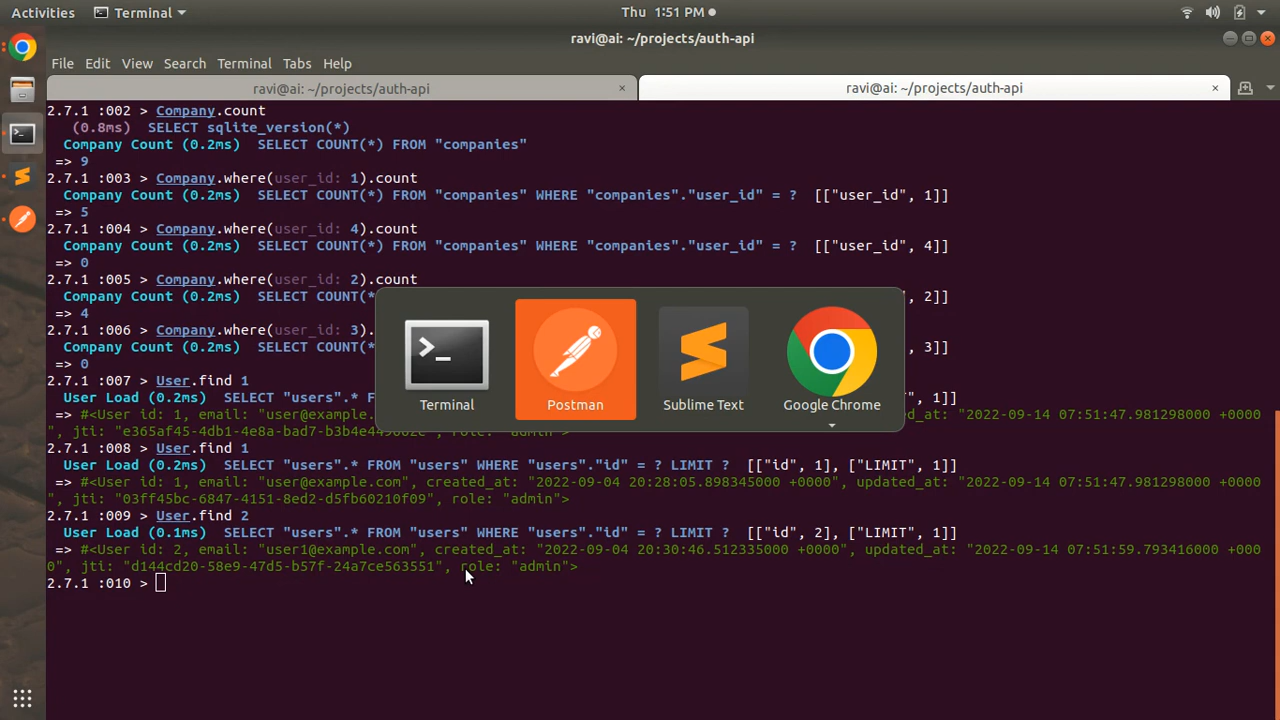 Activities Terminal Thu 1:51 PM
ravi@ai: ~/projects/auth-api
File Edit View Search Terminal Tabs Help
ravi@ai: ~/projects/auth-api × ravi@ai: ~/projects/auth-api ×
2.7.1 :002 > Company.count
(0.8ms) SELECT sqlite_version(*)
Company Count (0.2ms) SELECT COUNT(*) FROM "companies"
=> 9
2.7.1 :003 > Company.where(user_id: 1).count
Company Count (0.2ms) SELECT COUNT(*) FROM "companies" WHERE "companies"."user_id" = ? [["user_id", 1]]
=> 5
2.7.1 :004 > Company.where(user_id: 4).count
Company Count (0.2ms) SELECT COUNT(*) FROM "companies" WHERE "companies"."user_id" = ? [["user_id", 4]]
=> 0
2.7.1 :005 > Company.where(user_id: 2).count
Company Count (0.2ms) SELECT COUNT(* , 2]]
=> 4
2.7.1 :006 > Company.where(user_id: 3).
Company Count (0.2ms) SELECT COUNT(* , 3]]
=> 0
2.7.1 :007 > User.find 1
User Load (0.2ms) SELECT "users".* F , 1]]
=> #<User id: 1, email: "user@example. ated_at: "2022-09-14 07:51:47.981298000 +0000
", jti: "e365af45-4db1-4e8a-bad7-b3b4e449682c", role: "admin">
2.7.1 :008 > User.find 1
User Load (0.2ms) SELECT "users".* FROM "users" WHERE "users"."id" = ? LIMIT ? [["id", 1], ["LIMIT", 1]]
=> #<User id: 1, email: "user@example.com", created_at: "2022-09-04 20:28:05.898345000 +0000", updated_at: "2022-09-14 07:51:47.981298000 +0000
", jti: "03ff45bc-6847-4151-8ed2-d5fb60210f09", role: "admin">
2.7.1 :009 > User.find 2
User Load (0.1ms) SELECT "users".* FROM "users" WHERE "users"."id" = ? LIMIT ? [["id", 2], ["LIMIT", 1]]
=> #<User id: 2, email: "user1@example.com", created_at: "2022-09-04 20:30:46.512335000 +0000", updated_at: "2022-09-14 07:51:59.793416000 +000
0", jti: "d144cd20-58e9-47d5-b57f-24a7ce563551", role: "admin">
2.7.1 :010 >
Terminal Postman Sublime Text Google Chrome